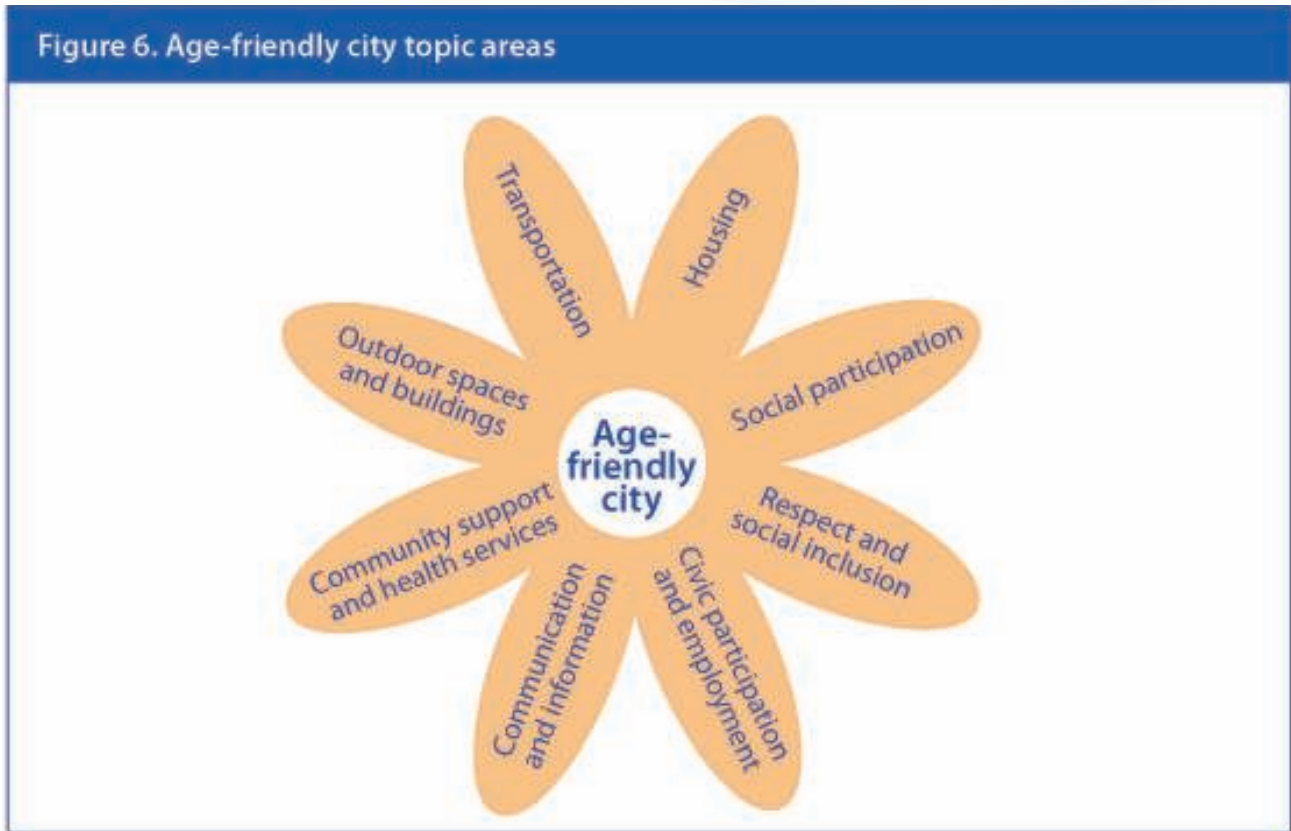 Figure 6. Age-friendly city topic areas
Transportation
Housing
Outdoor spaces
and buildings
Social participation
Age-
friendly
city
Community support
and health services
Respect and
social inclusion
Communication
and information
Civic participation
and employment